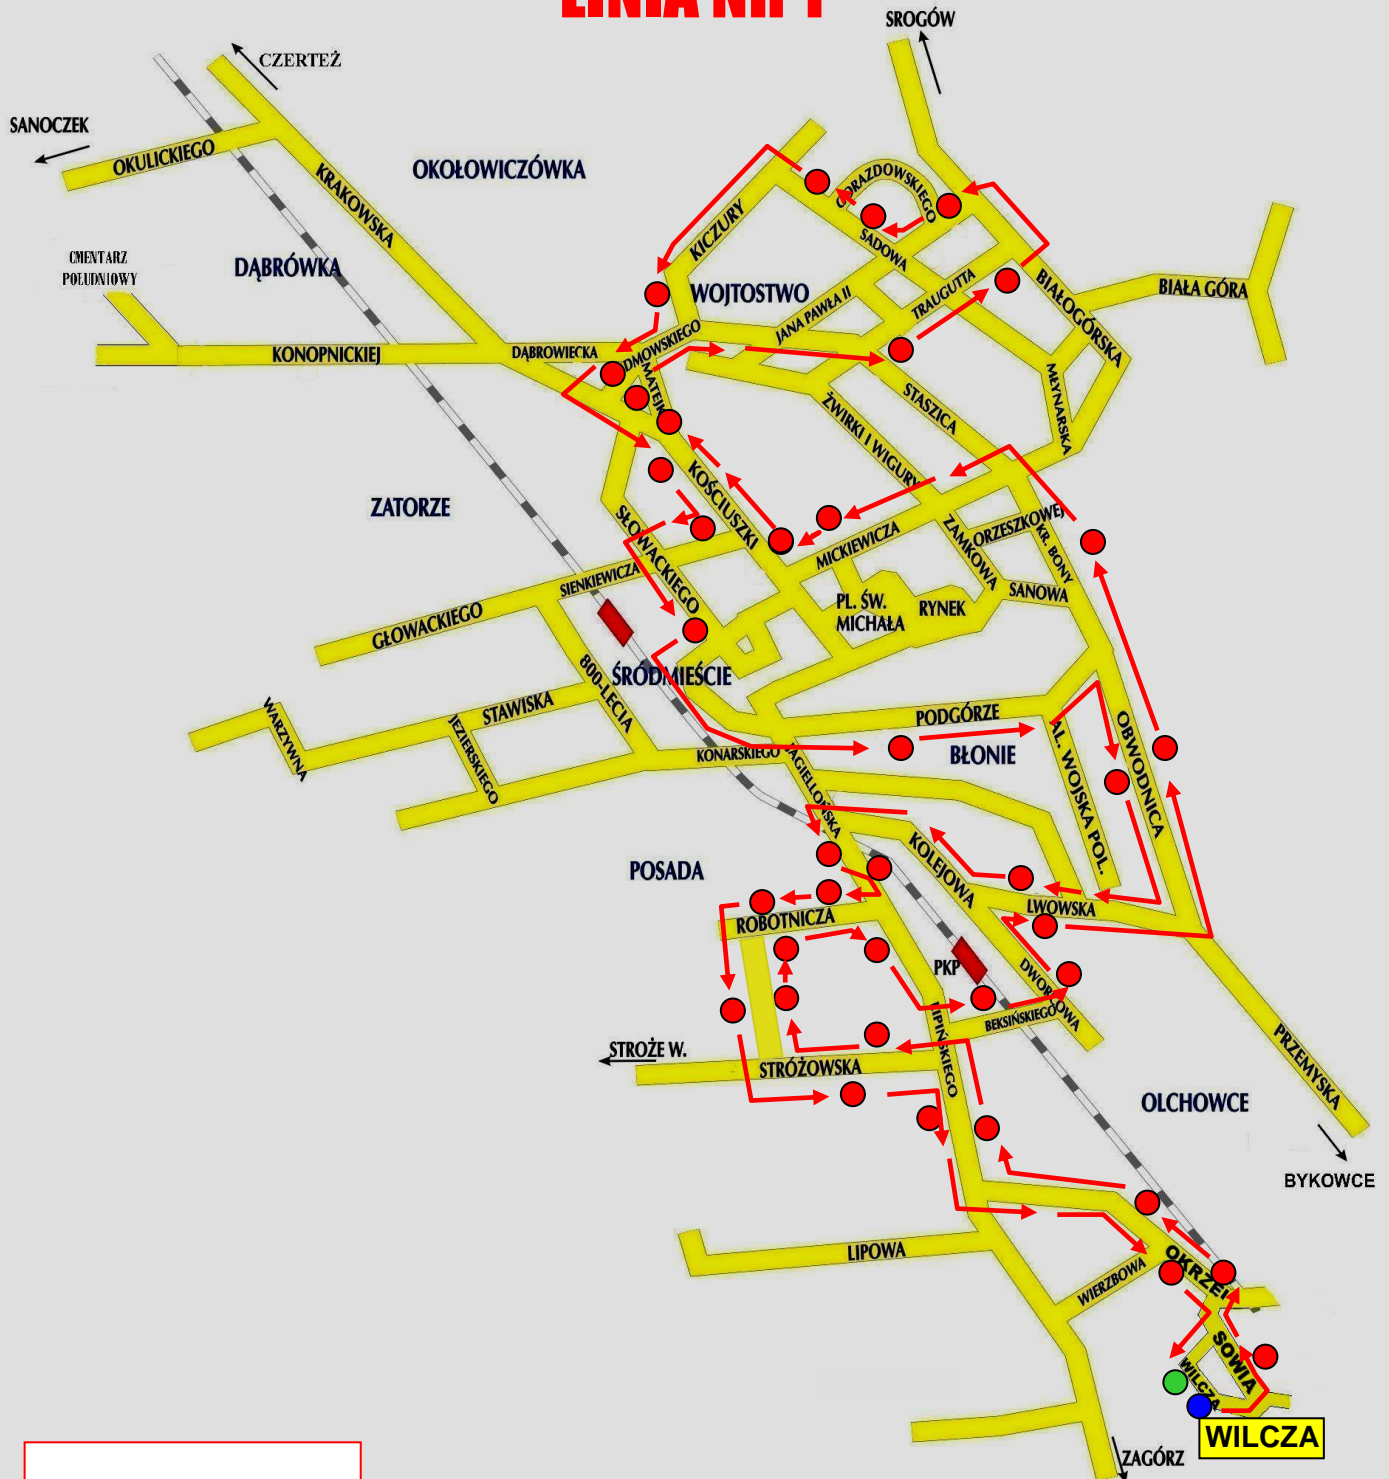 LINIA NR 1
SROGÓW
CZERTEŻ
SANOCZEK
OKULICKIEGO
OKOŁOWICZÓWKA
KRAKOWSKA
GORAZDOWSKIEGO
KICZURY
SADOWA
CMENTARZ
POŁUDNIOWY
DĄBRÓWKA
WOJTOSTWO
JANA PAWŁA II
TRAUGUTTA
BIAŁOGÓRSKA
BIAŁA GÓRA
KONOPNICKIEJ
DĄBROWIECKA
DMOWSKIEGO
MATEJK
STASZICA
MŁYNARSKA
ŻWIRKI I WIGURY
ZATORZE
KOŚCIUSZKI
SŁOWACKIEGO
MICKIEWICZA
ZAMKOWA
ORZESZKOWEJ
KR. BONY
SIENKIEWICZA
GŁOWACKIEGO
PL. ŚW.
MICHAŁA
RYNEK
SANOWA
ŚRÓDMIEŚCIE
800-LECIA
STAWISKA
WARZYWNA
JEZIERSKIEGO
KONARSKIEGO
JAGIELLOŃSKA
PODGÓRZE
BŁONIE
AL. WOJSKA POL.
OBWODNICA
POSADA
KOLEJOWA
LWOWSKA
ROBOTNICZA
PKP
DWORCOWA
BEKSIŃSKIEGO
LIPIŃSKIEGO
STROŻE W.
STRÓŻOWSKA
PRZEMYSKA
OLCHOWCE
BYKOWCE
LIPOWA
WIERZBOWA
OKRZEI
SOWIA
WILCZA
WILCZA
ZAGÓRZ